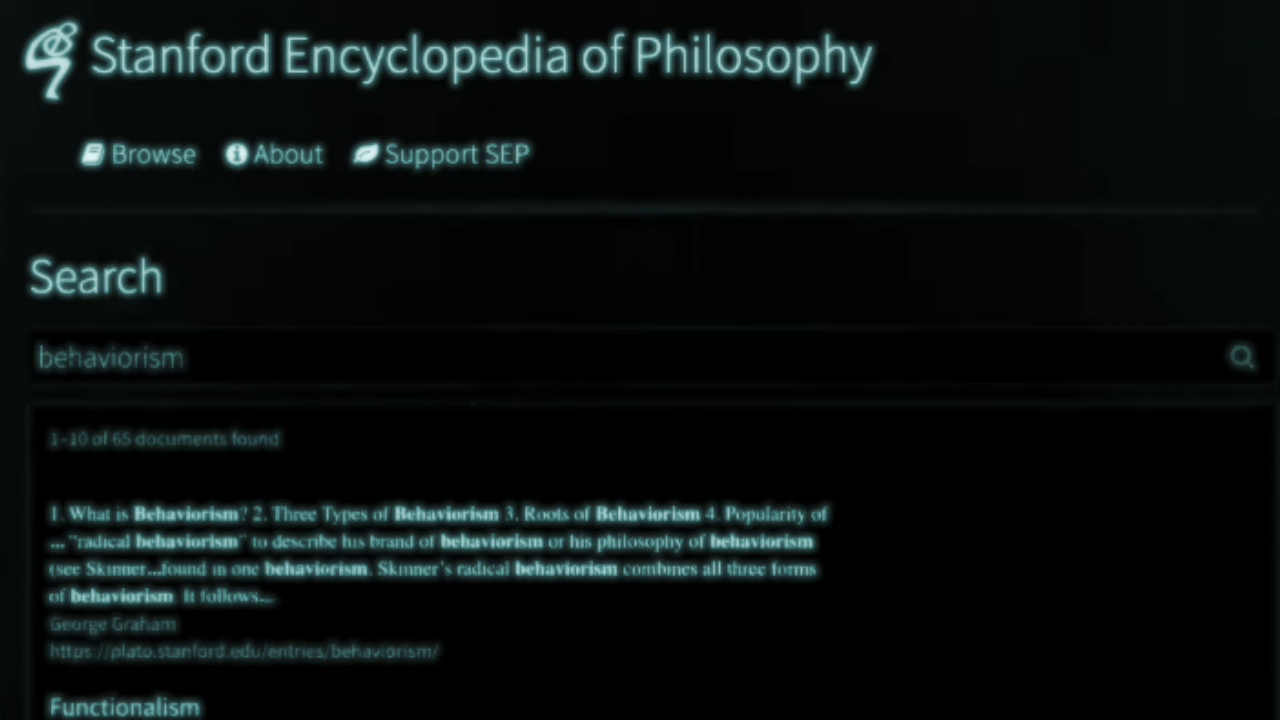 Stanford Encyclopedia of Philosophy
Browse About Support SEP
Search
behaviorism
1-10 of 65 documents found
1. What is Behaviorism? 2. Three Types of Behaviorism 3. Roots of Behaviorism 4. Popularity of
... "radical behaviorism" to describe his brand of behaviorism or his philosophy of behaviorism
(see Skinner...found in one behaviorism. Skinner's radical behaviorism combines all three forms
of behaviorism. It follows...
George Graham
https://plato.stanford.edu/entries/behaviorism/
Functionalism